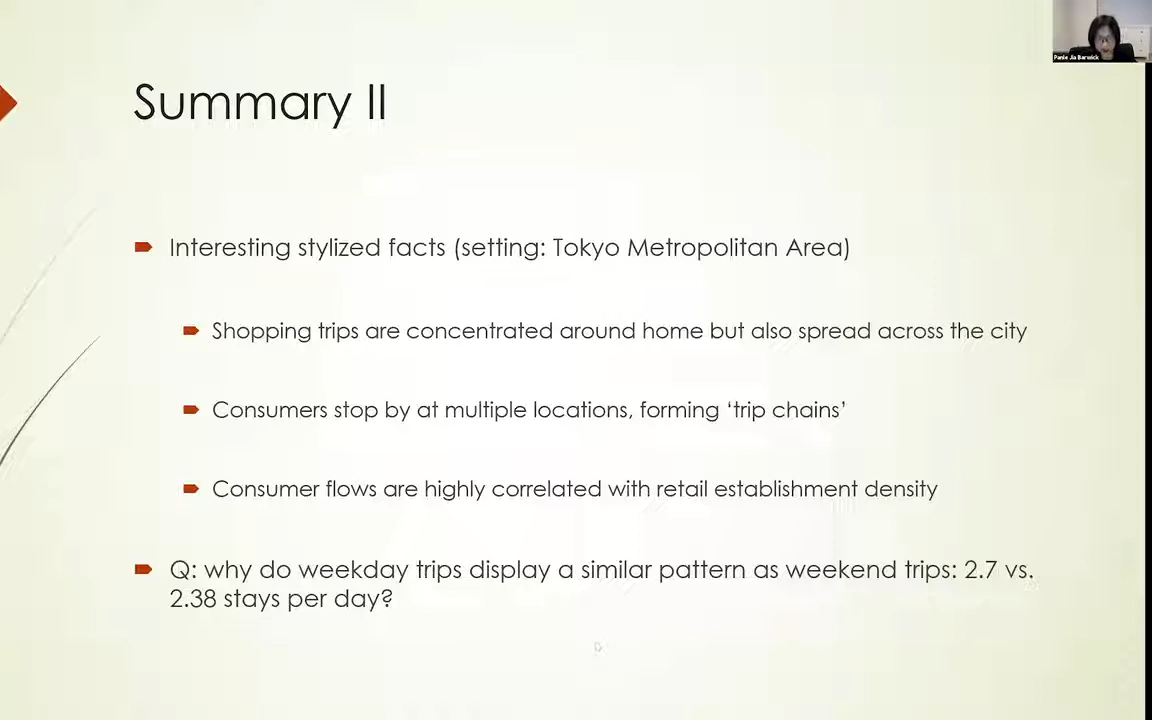 Panle Jia Barwick
Summary II
Interesting stylized facts (setting: Tokyo Metropolitan Area)
Shopping trips are concentrated around home but also spread across the city
Consumers stop by at multiple locations, forming ‘trip chains’
Consumer flows are highly correlated with retail establishment density
Q: why do weekday trips display a similar pattern as weekend trips: 2.7 vs.
2.38 stays per day?